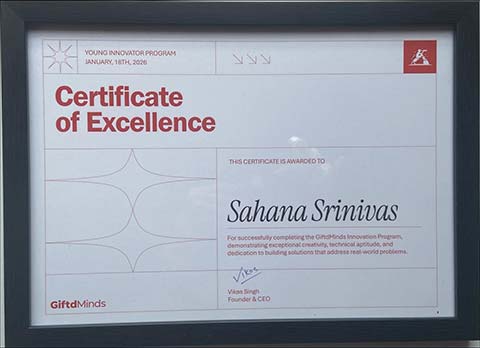 YOUNG INNOVATOR PROGRAM
JANUARY, 18TH, 2026
Certificate
of Excellence
THIS CERTIFICATE IS AWARDED TO
Sahana Srinivas
For successfully completing the GiftdMinds Innovation Program,
demonstrating exceptional creativity, technical aptitude, and
dedication to building solutions that address real-world problems.
Vikas
Vikas Singh
Founder & CEO
GiftdMinds